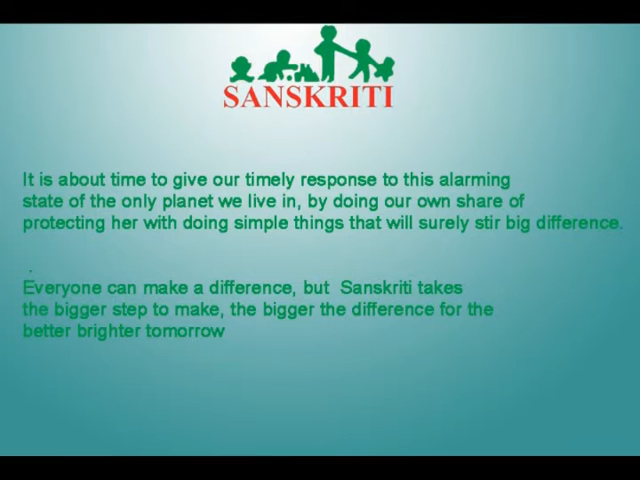 SANSKRITI
It is about time to give our timely response to this alarming
state of the only planet we live in, by doing our own share of
protecting her with doing simple things that will surely stir big difference.
.
Everyone can make a difference, but  Sanskriti takes
the bigger step to make, the bigger the difference for the
better brighter tomorrow